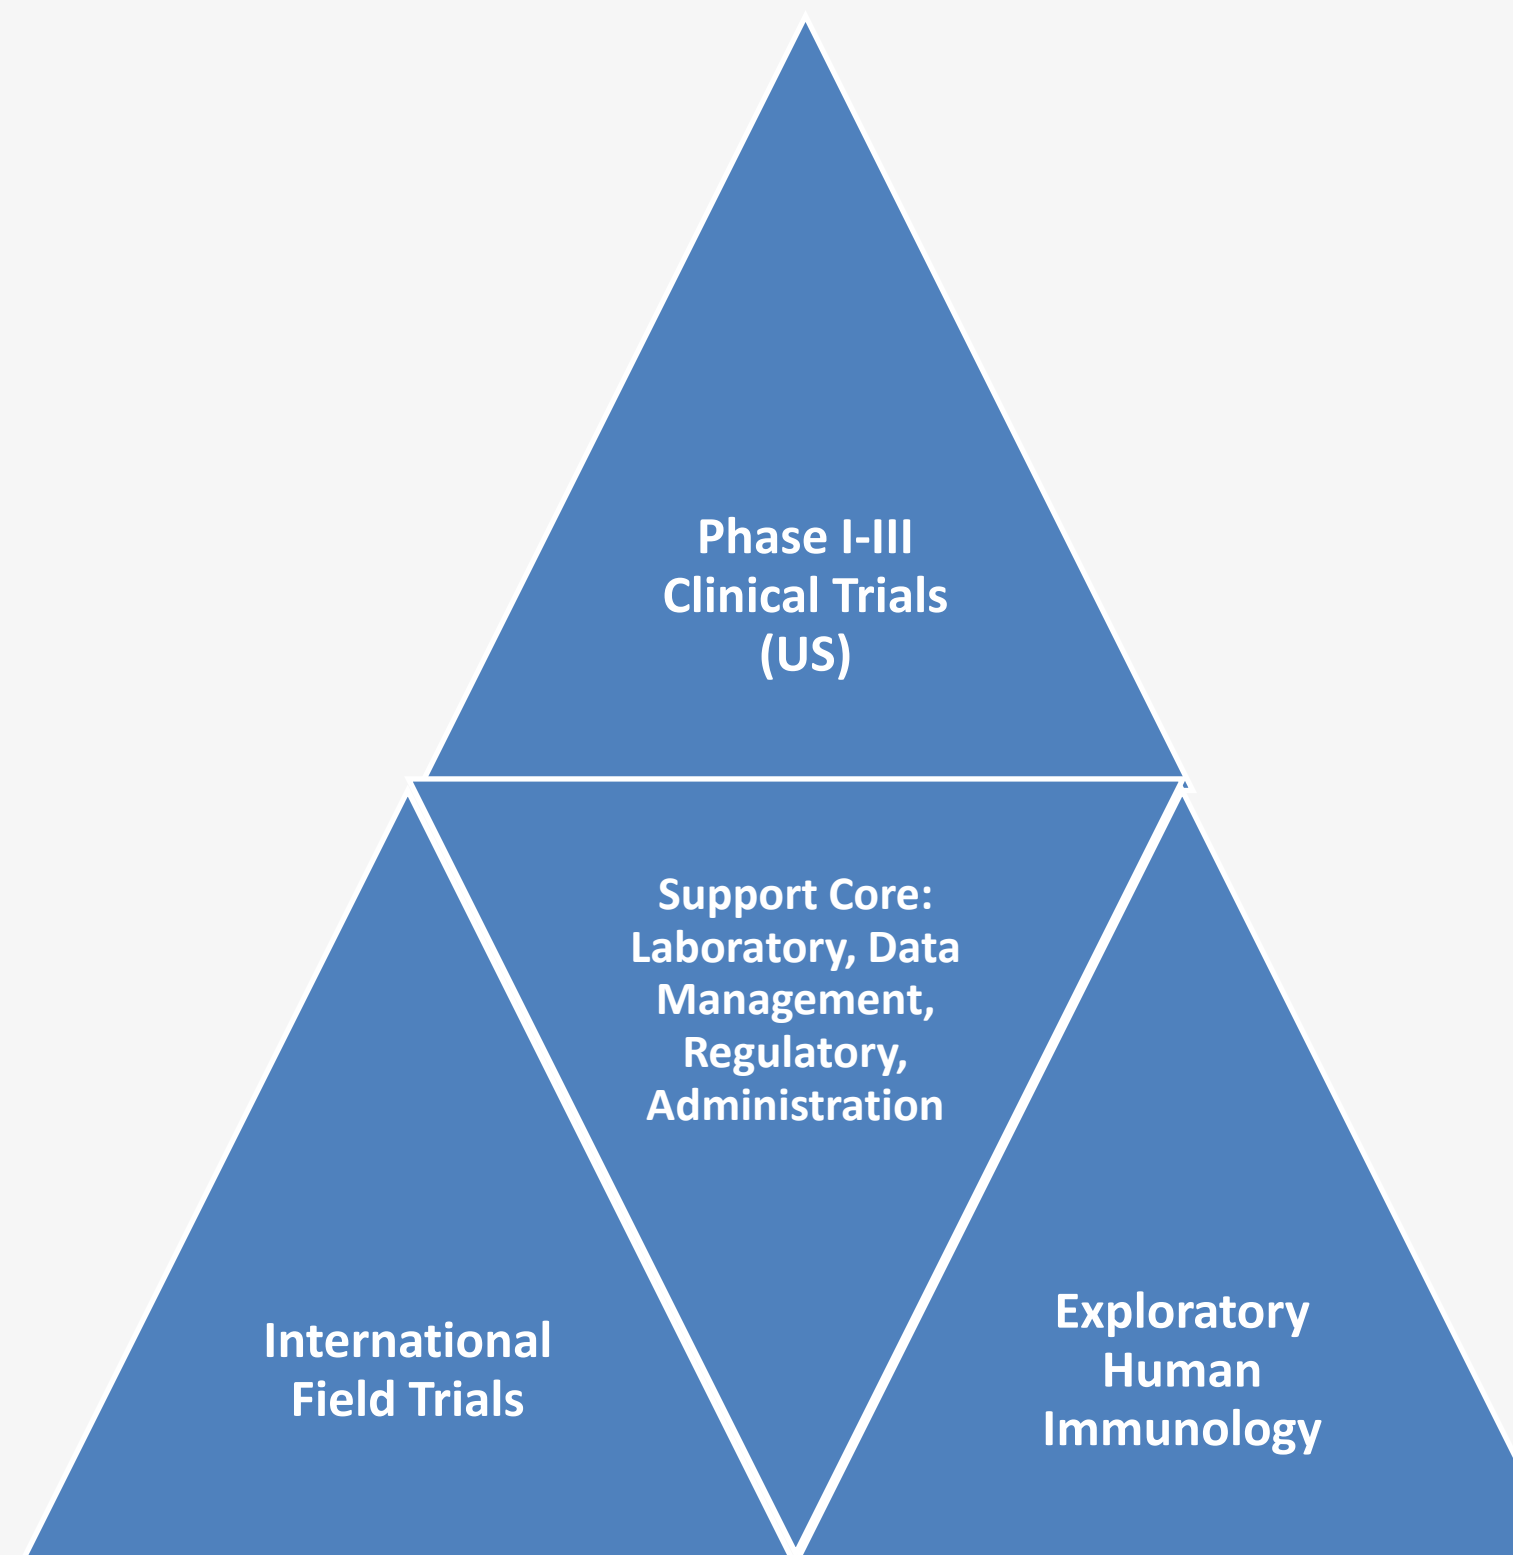 Phase I-III
Clinical Trials
(US)
Support Core:
Laboratory, Data
Management,
Regulatory,
Administration
International
Field Trials
Exploratory
Human
Immunology